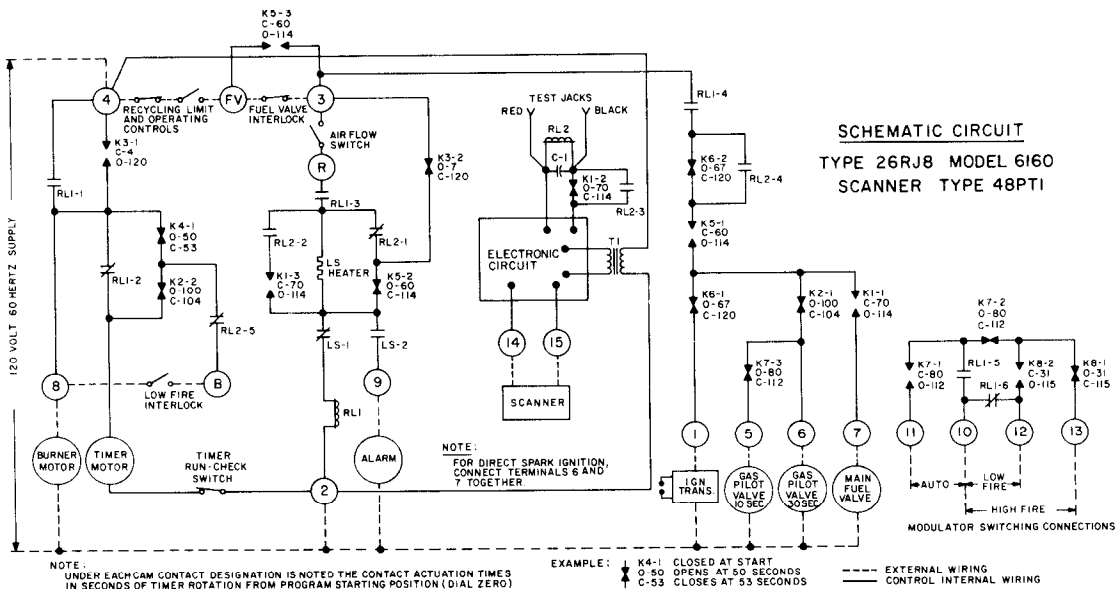 K5-3
C-60
O-114
4
RECYCLING LIMIT
AND OPERATING
CONTROLS
FV
FUEL VALVE
INTERLOCK
3
K3-1
C-4
O-120
RL1-1
AIR FLOW
SWITCH
R
K3-2
O-7
C-120
RL1-3
TEST JACKS
RED
BLACK
RL2
C-1
K1-2
O-70
C-114
RL2-3
RL1-4
K6-2
O-67
C-120
RL2-4
K5-1
C-60
O-114
SCHEMATIC CIRCUIT
TYPE 26RJ8 MODEL 6160
SCANNER TYPE 48PT1
120 VOLT 60 HERTZ SUPPLY
K4-1
O-50
C-53
RL1-2
K2-2
O-100
C-104
RL2-5
RL2-2
RL2-1
LS
HEATER
K1-3
C-70
O-114
K5-2
O-60
C-114
ELECTRONIC
CIRCUIT
T1
K6-1
O-67
C-120
K2-1
O-100
C-104
K1-1
C-70
O-114
K7-2
O-80
C-112
K7-1
C-80
O-112
RL1-5
K8-2
C-31
O-115
K8-1
O-31
C-115
RL1-6
LS-1
LS-2
14
15
K7-3
O-80
C-112
8
LOW FIRE
INTERLOCK
B
9
SCANNER
RL1
1
5
6
7
11
10
12
13
BURNER
MOTOR
TIMER
MOTOR
TIMER
RUN-CHECK
SWITCH
2
ALARM
NOTE:
FOR DIRECT SPARK IGNITION,
CONNECT TERMINALS 6 AND
7 TOGETHER.
IGN
TRANS.
GAS
PILOT
VALVE
10 SEC
GAS
PILOT
VALVE
30 SEC
MAIN
FUEL
VALVE
AUTO
LOW
FIRE
HIGH FIRE
MODULATOR SWITCHING CONNECTIONS
NOTE:
UNDER EACH CAM CONTACT DESIGNATION IS NOTED THE CONTACT ACTUATION TIMES
IN SECONDS OF TIMER ROTATION FROM PROGRAM STARTING POSITION (DIAL ZERO)
EXAMPLE:
K4-1 CLOSED AT START
O-50 OPENS AT 50 SECONDS
C-53 CLOSES AT 53 SECONDS
EXTERNAL WIRING
CONTROL INTERNAL WIRING